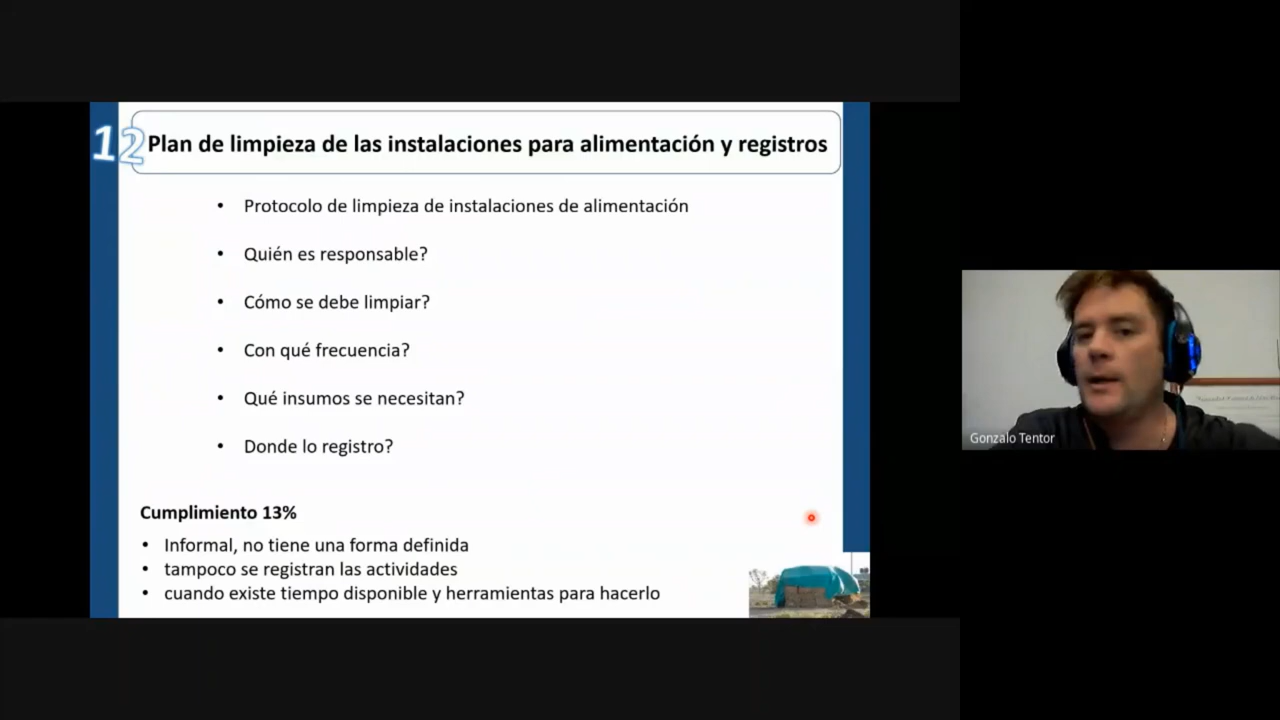 12
Plan de limpieza de las instalaciones para alimentación y registros
• Protocolo de limpieza de instalaciones de alimentación
• Quién es responsable?
• Cómo se debe limpiar?
• Con qué frecuencia?
• Qué insumos se necesitan?
• Donde lo registro?
Cumplimiento 13%
• Informal, no tiene una forma definida
• tampoco se registran las actividades
• cuando existe tiempo disponible y herramientas para hacerlo
Gonzalo Tentor